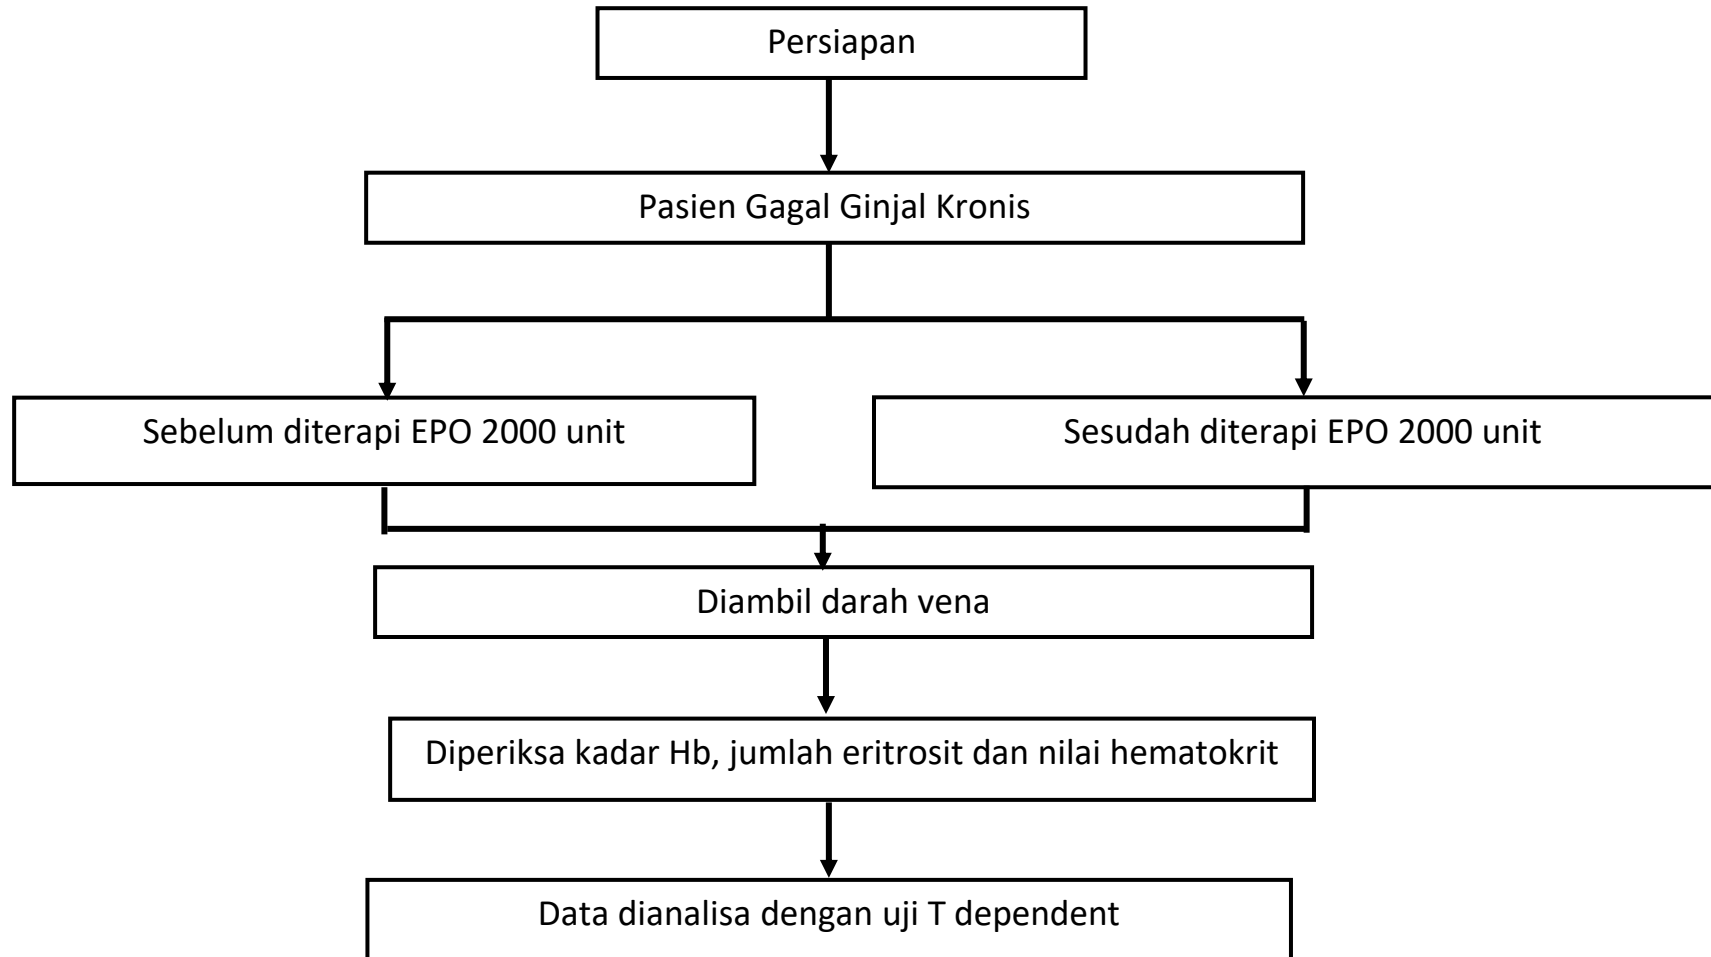 Persiapan
Pasien Gagal Ginjal Kronis
Sebelum diterapi EPO 2000 unit
Sesudah diterapi EPO 2000 unit
Diambil darah vena
Diperiksa kadar Hb, jumlah eritrosit dan nilai hematokrit
Data dianalisa dengan uji T dependent